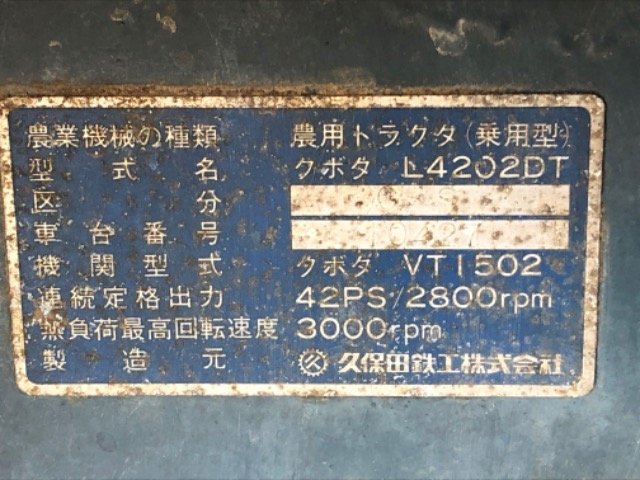 農業機械の種類 農用トラクタ(乗用型)
型式名 クボタ L4202DT
区分
車台番号 10427
機関型式 クボタ VT1502
連続定格出力 42PS/2800rpm
無負荷最高回転速度 3000rpm
製造元 久保田鉄工株式会社